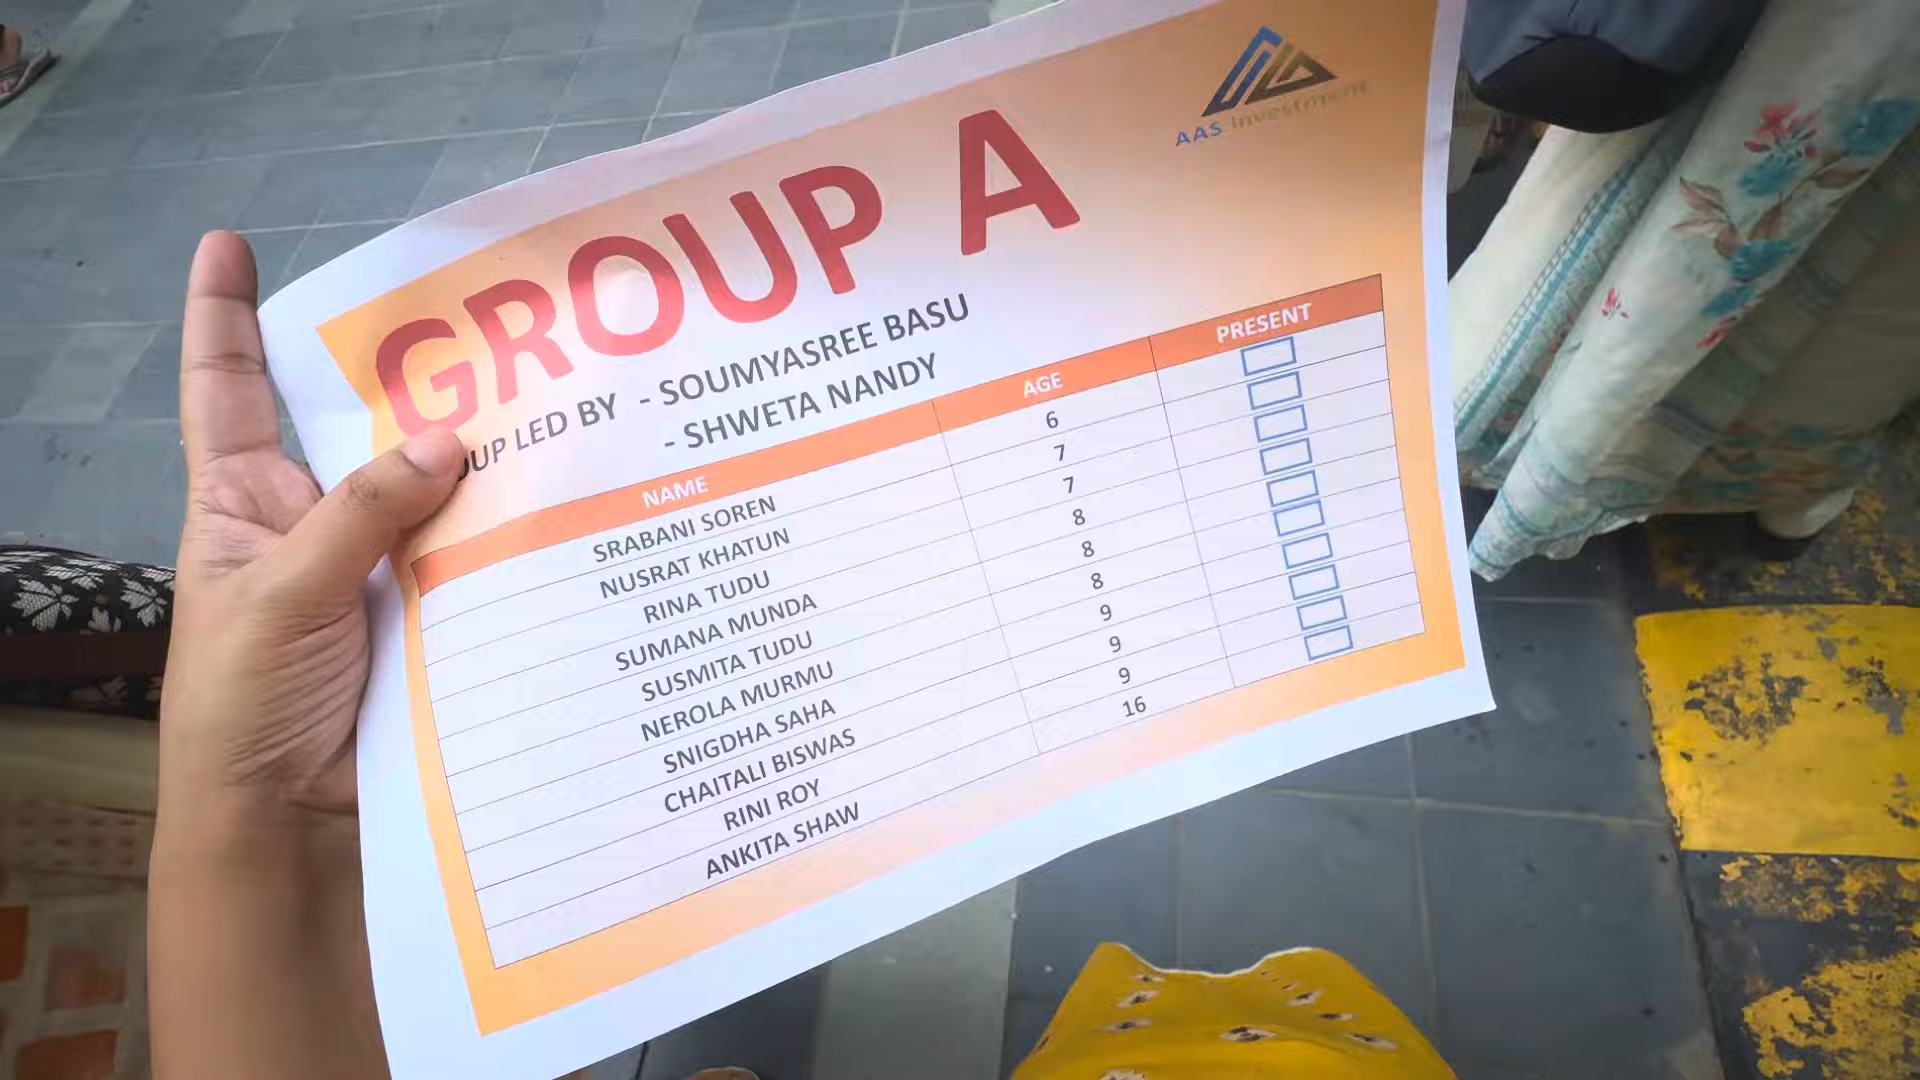 AAS Investment
GROUP A
OUP LED BY - SOUMYASREE BASU
- SHWETA NANDY
NAME AGE PRESENT
SRABANI SOREN 6
NUSRAT KHATUN 7
RINA TUDU 7
SUMANA MUNDA 8
SUSMITA TUDU 8
NEROLA MURMU 8
SNIGDHA SAHA 9
CHAITALI BISWAS 9
RINI ROY 9
ANKITA SHAW 16